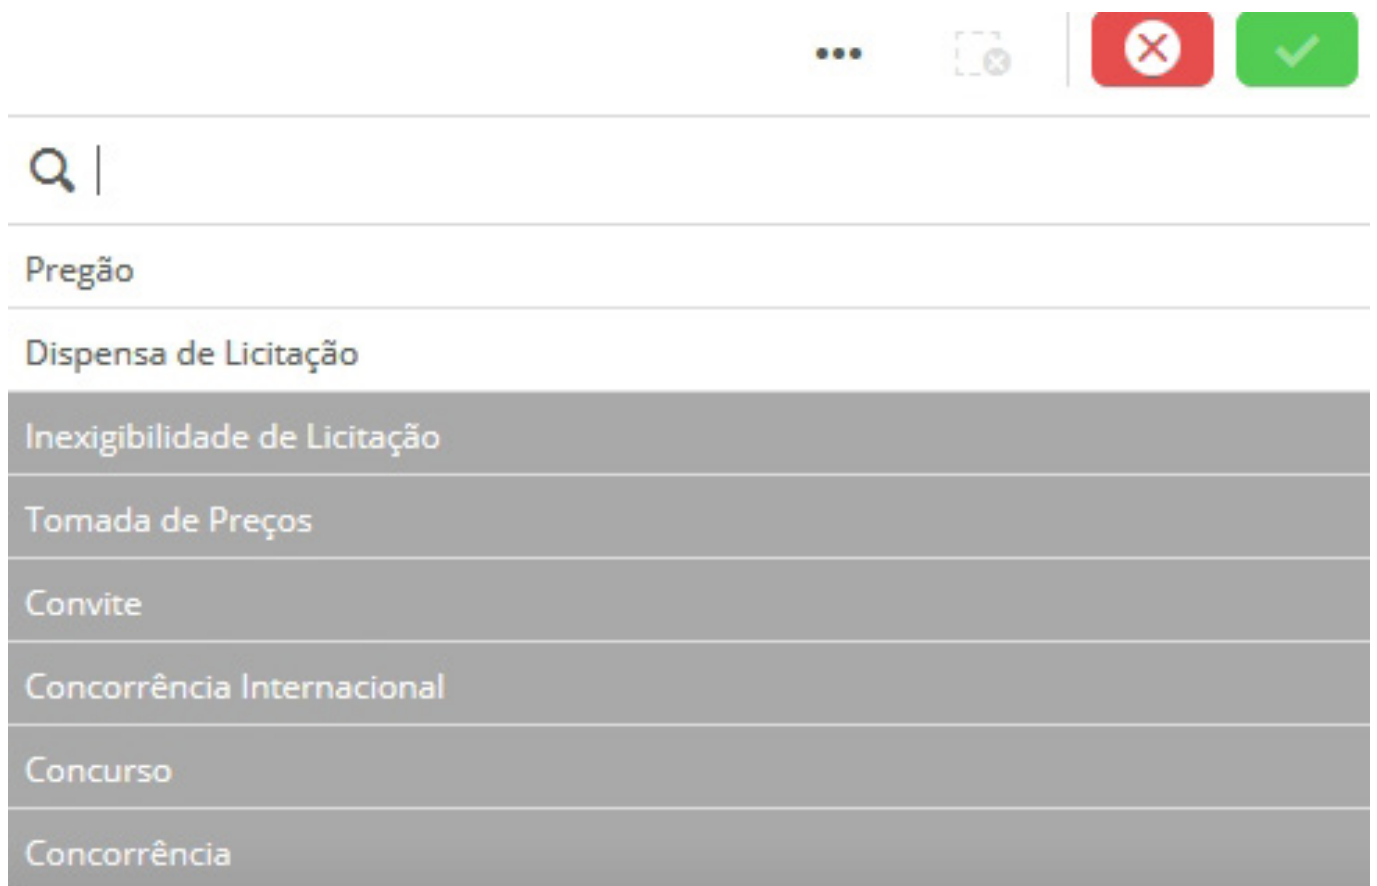 Pregão
Dispensa de Licitação
Inexigibilidade de Licitação
Tomada de Preços
Convite
Concorrência Internacional
Concurso
Concorrência